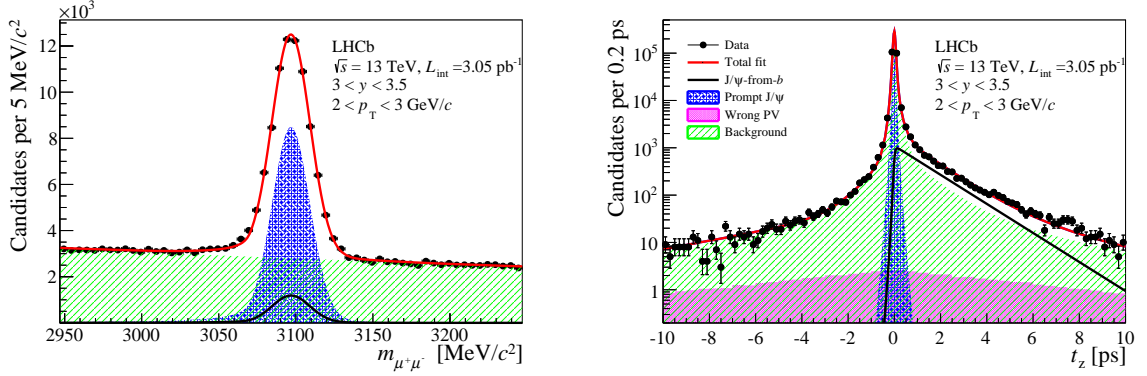 ×10³
12
10
8
6
4
2
Candidates per 5 MeV/c²
LHCb
√s = 13 TeV, L_int =3.05 pb⁻¹
3 < y < 3.5
2 < p_T < 3 GeV/c
2950 3000 3050 3100 3150 3200
m_μ⁺μ⁻ [MeV/c²]
Candidates per 0.2 ps
10⁵
10⁴
10³
10²
10
1
Data
Total fit
J/ψ-from-b
Prompt J/ψ
Wrong PV
Background
LHCb
√s = 13 TeV, L_int =3.05 pb⁻¹
3 < y < 3.5
2 < p_T < 3 GeV/c
-10 -8 -6 -4 -2 0 2 4 6 8 10
t_z [ps]